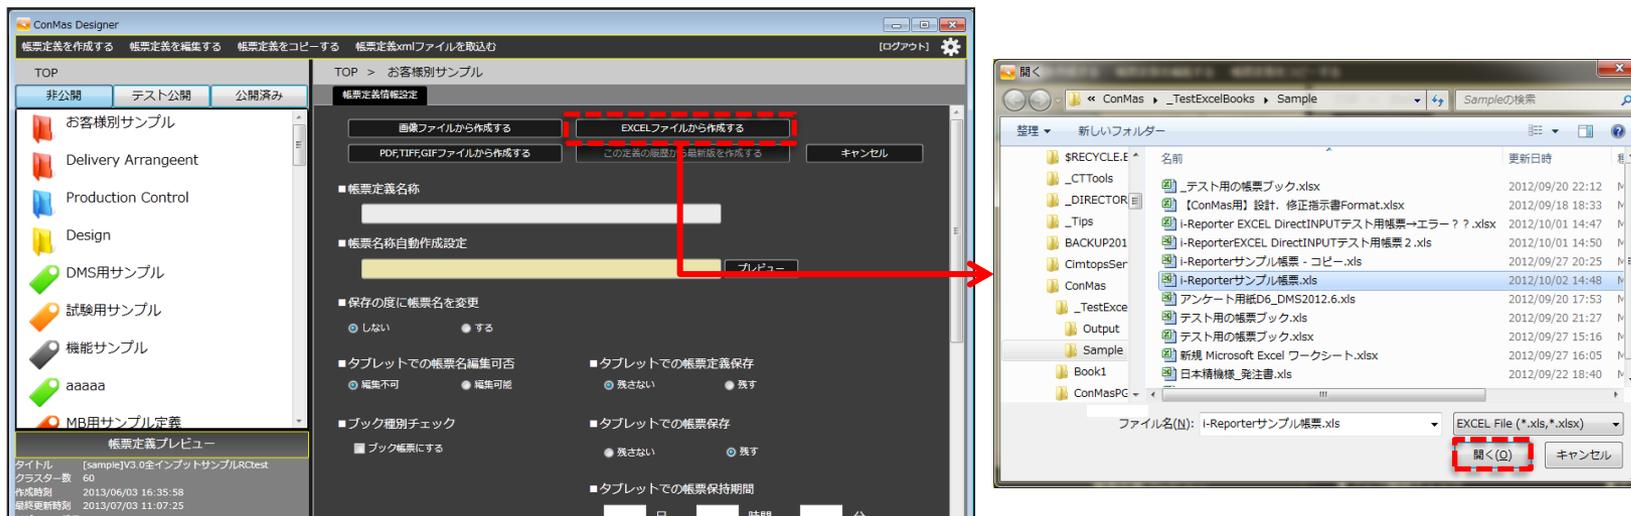 ConMas Designer
帳票定義を作成する 帳票定義を編集する 帳票定義をコピーする 帳票定義xmlファイルを取込む [ログアウト]
TOP
非公開 テスト公開 公開済み
お客様別サンプル
Delivery Arrangeent
Production Control
Design
DMS用サンプル
試験用サンプル
機能サンプル
aaaaa
MB用サンプル定義
帳票定義プレビュー
タイトル [sample]V3.0全インプットサンプルRCtest
クラスター数 60
作成時刻 2013/06/03 16:35:58
最終更新時刻 2013/07/03 11:07:25
TOP > お客様別サンプル
帳票定義情報設定
画像ファイルから作成する EXCELファイルから作成する
PDF,TIFF,GIFファイルから作成する この定義の履歴から最新版を作成する キャンセル
■帳票定義名称
■帳票名称自動作成設定
プレビュー
■保存の度に帳票名を変更
しない する
■タブレットでの帳票名編集可否 ■タブレットでの帳票定義保存
編集不可 編集可能 残さない 残す
■ブック種別チェック ■タブレットでの帳票保存
ブック帳票にする 残さない 残す
■タブレットでの帳票保持期間
日 時間 分
開く
« ConMas ▸ _TestExcelBooks ▸ Sample Sampleの検索
整理 ▼ 新しいフォルダー
$RECYCLE.E
_CTTools
_DIRECTOR
_Tips
BACKUP201
CimtopsSer
ConMas
_TestExce
Output
Sample
Book1
ConMasPG
名前 更新日時
_テスト用の帳票ブック.xlsx 2012/09/20 22:12
【ConMas用】設計．修正指示書Format.xlsx 2012/09/18 18:33
i-Reporter EXCEL DirectINPUTテスト用帳票→エラー？？.xlsx 2012/10/01 14:47
i-ReporterEXCEL DirectINPUTテスト用帳票２.xls 2012/10/01 14:50
i-Reporterサンプル帳票 - コピー.xls 2012/09/27 20:25
i-Reporterサンプル帳票.xls 2012/10/02 14:48
アンケート用紙D6_DMS2012.6.xls 2012/09/20 17:53
テスト用の帳票ブック.xls 2012/09/20 21:27
テスト用の帳票ブック.xlsx 2012/09/27 15:16
新規 Microsoft Excel ワークシート.xlsx 2012/09/27 16:05
日本精機様_発注書.xls 2012/09/22 18:40
ファイル名(N): i-Reporterサンプル帳票.xls EXCEL File (*.xls,*.xlsx)
開く(O) キャンセル